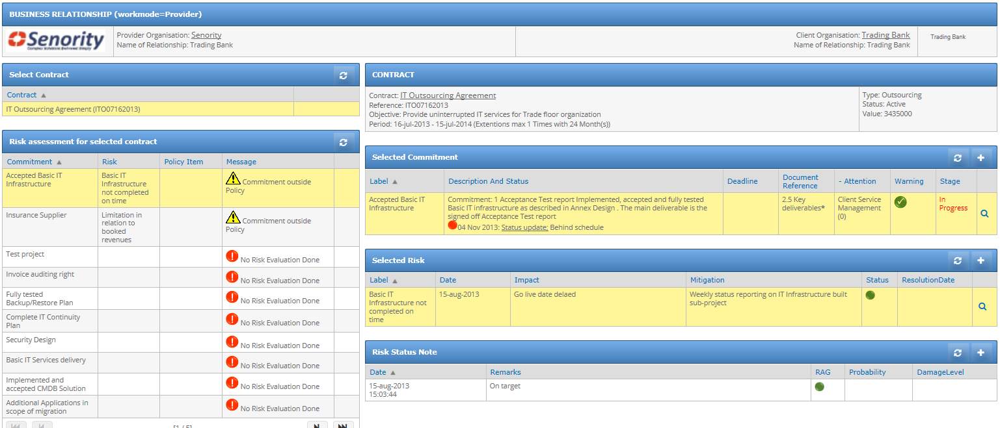 BUSINESS RELATIONSHIP (workmode=Provider)
Senority
Complex Solutions Delivered Simply
Provider Organisation: Senority
Name of Relationship: Trading Bank
Client Organisation: Trading Bank
Name of Relationship: Trading Bank
Trading Bank
Select Contract
Contract
IT Outsourcing Agreement (ITO07162013)
CONTRACT
Contract: IT Outsourcing Agreement
Reference: ITO07162013
Objective: Provide uninterrupted IT services for Trade floor organization
Period: 16-jul-2013 - 15-jul-2014 (Extentions max 1 Times with 24 Month(s))
Type: Outsourcing
Status: Active
Value: 3435000
Risk assessment for selected contract
Commitment Risk Policy Item Message
Accepted Basic IT
Infrastructure
Basic IT
Infrastructure
not completed
on time
Commitment outside
Policy
Insurance Supplier
Limitation in
relation to
booked
revenues
Commitment outside
Policy
Test project
No Risk Evaluation Done
Invoice auditing right
No Risk Evaluation Done
Fully tested
Backup/Restore Plan
No Risk Evaluation Done
Complete IT Continuity
Plan
No Risk Evaluation Done
Security Design
No Risk Evaluation Done
Basic IT Services delivery
No Risk Evaluation Done
Implemented and
accepted CMDB Solution
No Risk Evaluation Done
Additional Applications in
scope of migration
No Risk Evaluation Done
[1 / 5]
Selected Commitment
Label Description And Status Deadline Document
Reference - Attention Warning Stage
Accepted Basic IT
Infrastructure
Commitment: 1 Acceptance Test report Implemented, accepted and fully tested
Basic IT infrastructure as described in Annex Design . The main deliverable is the
signed off Acceptance Test report
04 Nov 2013: Status update: Behind schedule
2.5 Key
deliverables*
Client Service
Management
(0)
In
Progress
Selected Risk
Label Date Impact Mitigation Status ResolutionDate
Basic IT
Infrastructure not
completed on
time
15-aug-2013
Go live date delaed
Weekly status reporting on IT Infrastructure built
sub-project
Risk Status Note
Date Remarks RAG Probability DamageLevel
15-aug-2013
15:03:44
On target